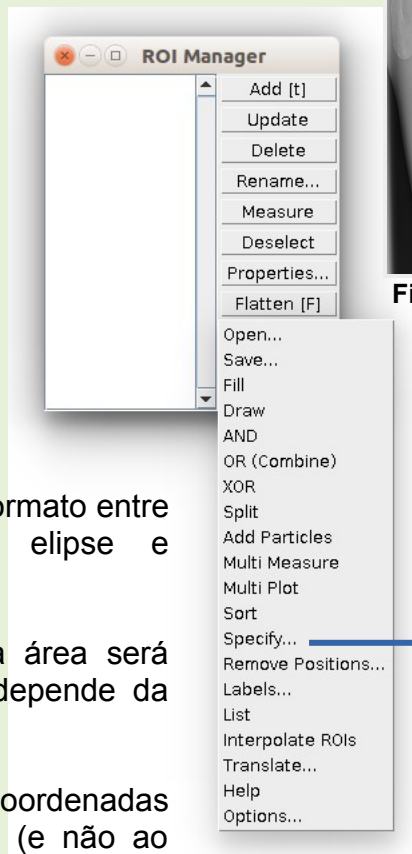 ROI Manager
Add [t]
Update
Delete
Rename...
Measure
Deselect
Properties...
Flatten [F]
Fi
Open...
Save...
Fill
Draw
AND
OR (Combine)
XOR
Split
Add Particles
Multi Measure
Multi Plot
Sort
Specify...
Remove Positions...
Labels...
List
Interpolate ROIs
Translate...
Help
Options...
ormato entre
elipse e
a área será
depende da
oordenadas
(e não ao